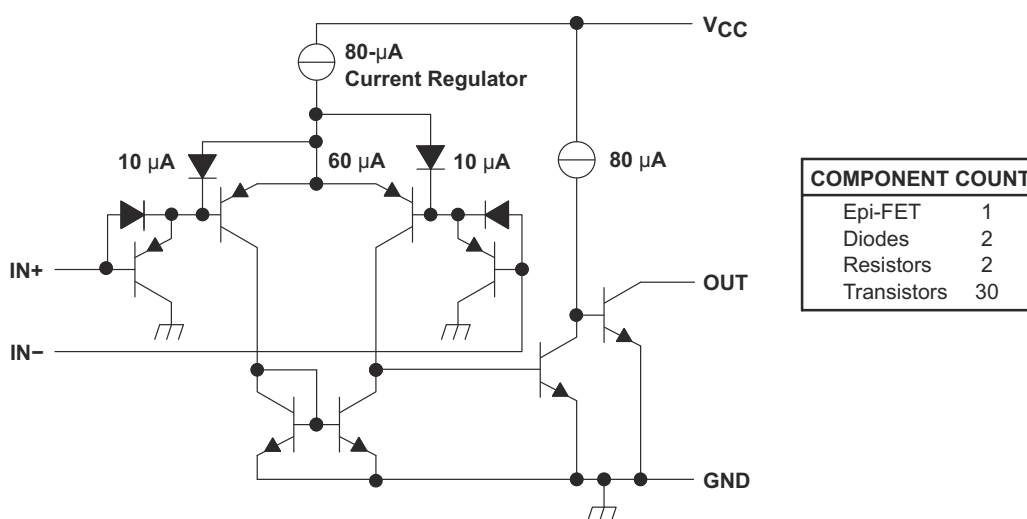 V_CC
80-µA
Current Regulator
10 µA
60 µA
10 µA
80 µA
IN+
OUT
IN−
GND
COMPONENT COUNT
Epi-FET 1
Diodes 2
Resistors 2
Transistors 30